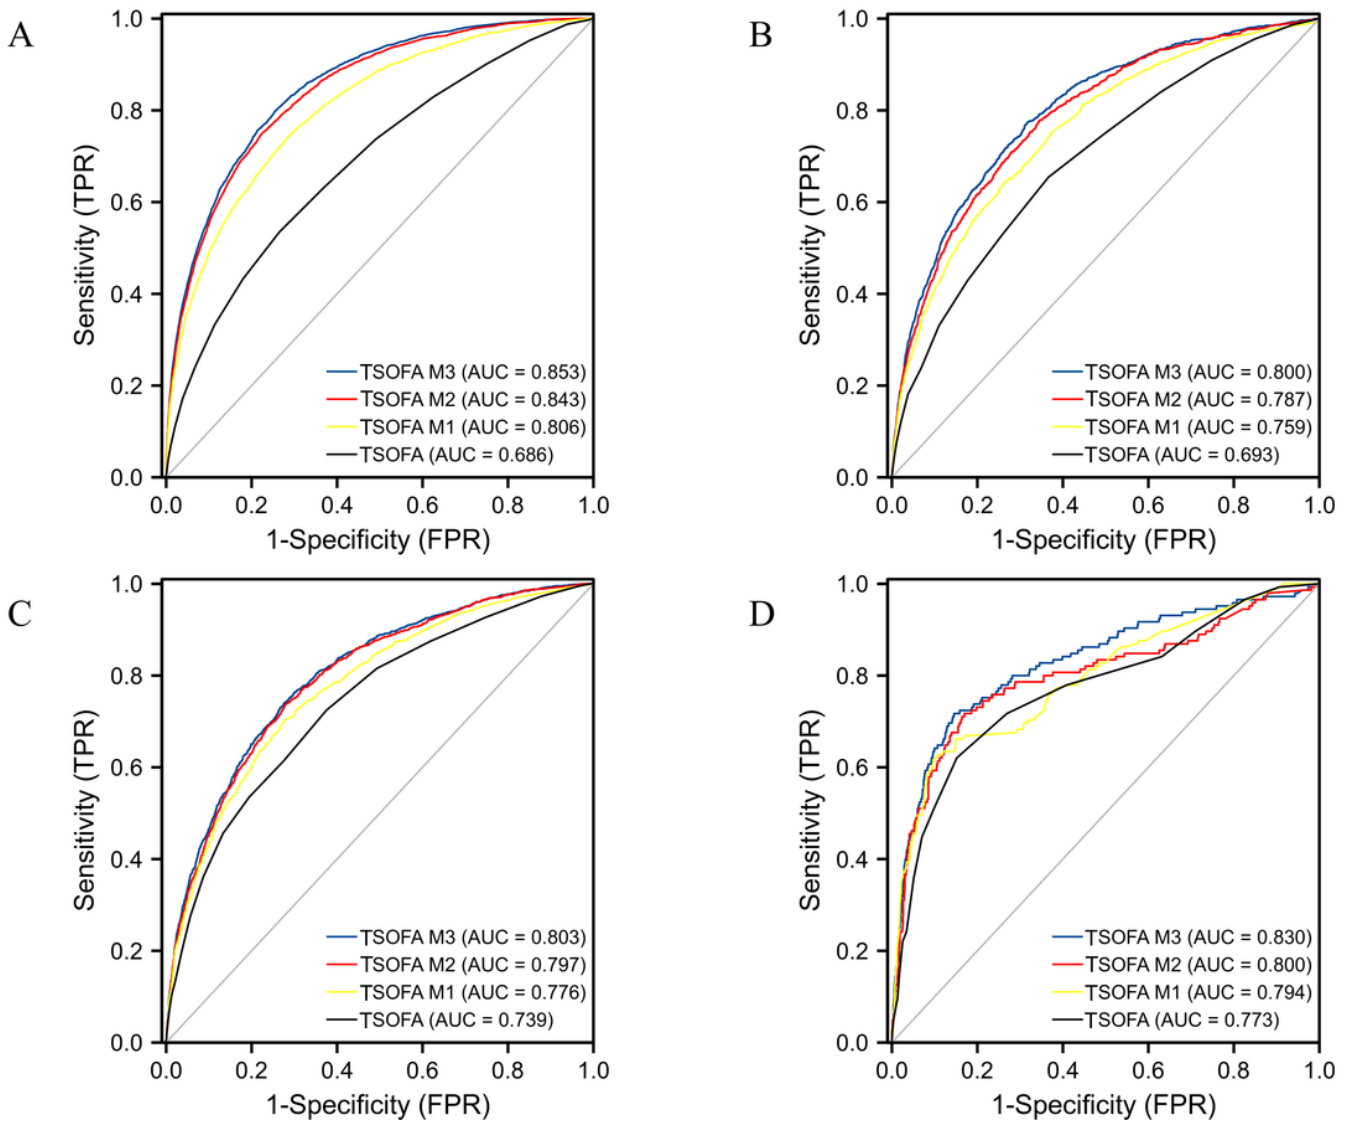 A
1.0
0.8
0.6
0.4
0.2
0.0
Sensitivity (TPR)
TSOFA M3 (AUC = 0.853)
TSOFA M2 (AUC = 0.843)
TSOFA M1 (AUC = 0.806)
TSOFA (AUC = 0.686)
0.0 0.2 0.4 0.6 0.8 1.0
1-Specificity (FPR)
B
1.0
0.8
0.6
0.4
0.2
0.0
Sensitivity (TPR)
TSOFA M3 (AUC = 0.800)
TSOFA M2 (AUC = 0.787)
TSOFA M1 (AUC = 0.759)
TSOFA (AUC = 0.693)
0.0 0.2 0.4 0.6 0.8 1.0
1-Specificity (FPR)
C
1.0
0.8
0.6
0.4
0.2
0.0
Sensitivity (TPR)
TSOFA M3 (AUC = 0.803)
TSOFA M2 (AUC = 0.797)
TSOFA M1 (AUC = 0.776)
TSOFA (AUC = 0.739)
0.0 0.2 0.4 0.6 0.8 1.0
1-Specificity (FPR)
D
1.0
0.8
0.6
0.4
0.2
0.0
Sensitivity (TPR)
TSOFA M3 (AUC = 0.830)
TSOFA M2 (AUC = 0.800)
TSOFA M1 (AUC = 0.794)
TSOFA (AUC = 0.773)
0.0 0.2 0.4 0.6 0.8 1.0
1-Specificity (FPR)